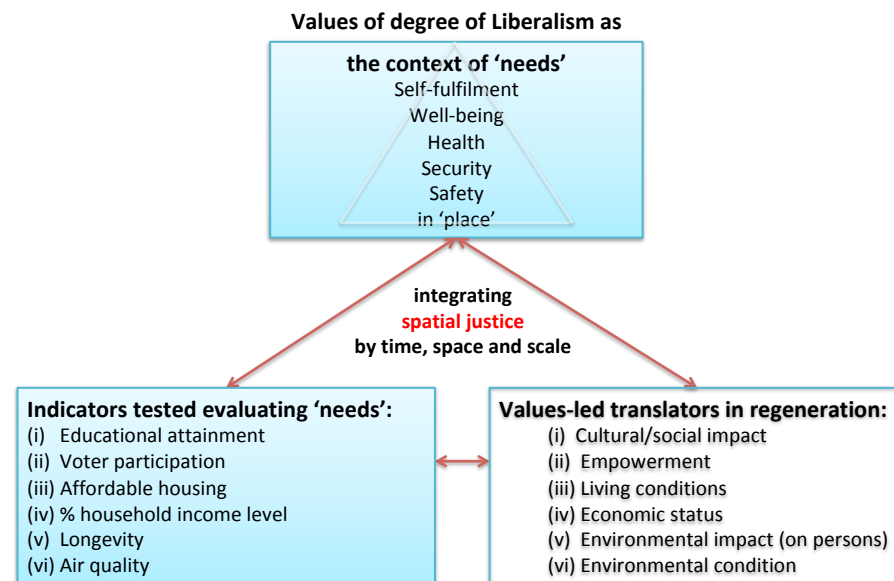 Values of degree of Liberalism as
the context of ‘needs’
Self-fulfilment
Well-being
Health
Security
Safety
in ‘place’
integrating
spatial justice
by time, space and scale
Indicators tested evaluating ‘needs’:
(i) Educational attainment
(ii) Voter participation
(iii) Affordable housing
(iv) % household income level
(v) Longevity
(vi) Air quality
Values-led translators in regeneration:
(i) Cultural/social impact
(ii) Empowerment
(iii) Living conditions
(iv) Economic status
(v) Environmental impact (on persons)
(vi) Environmental condition